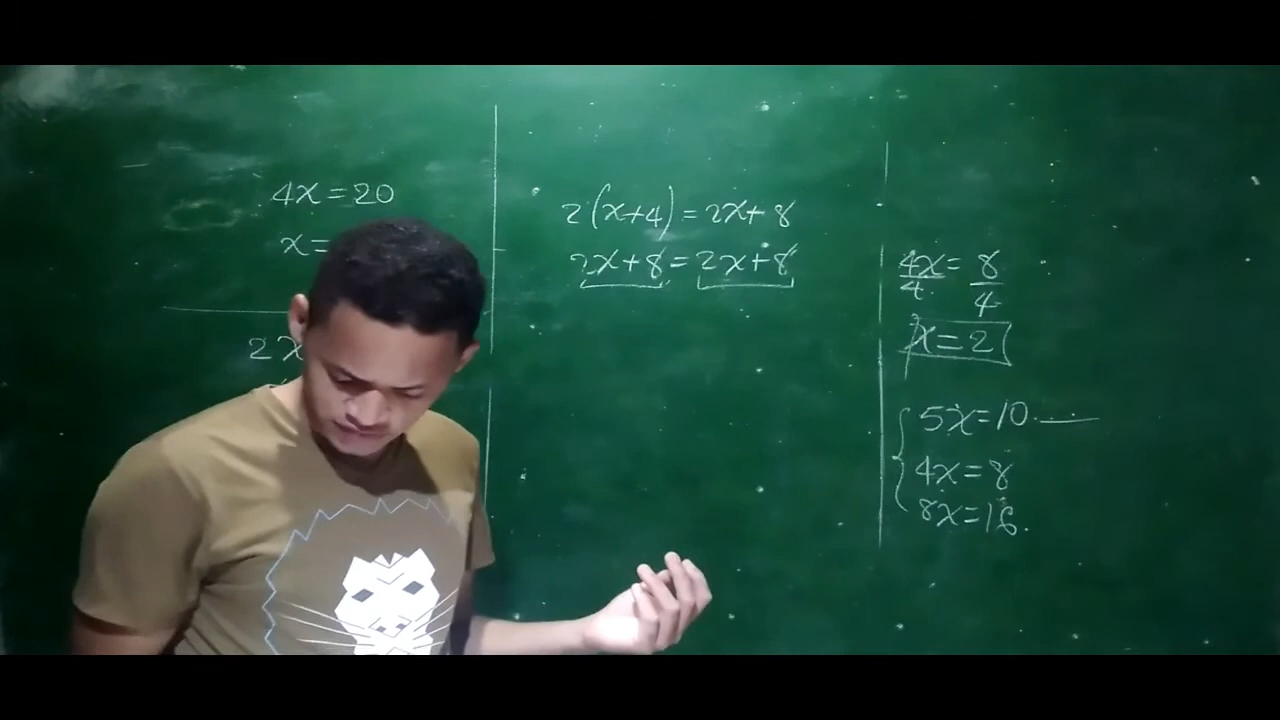 4x = 20
x =
2x
2(x+4) = 2x + 8
2x + 8 = 2x + 8
4x = 8
4 4
x = 2
5x = 10
4x = 8
8x = 16.